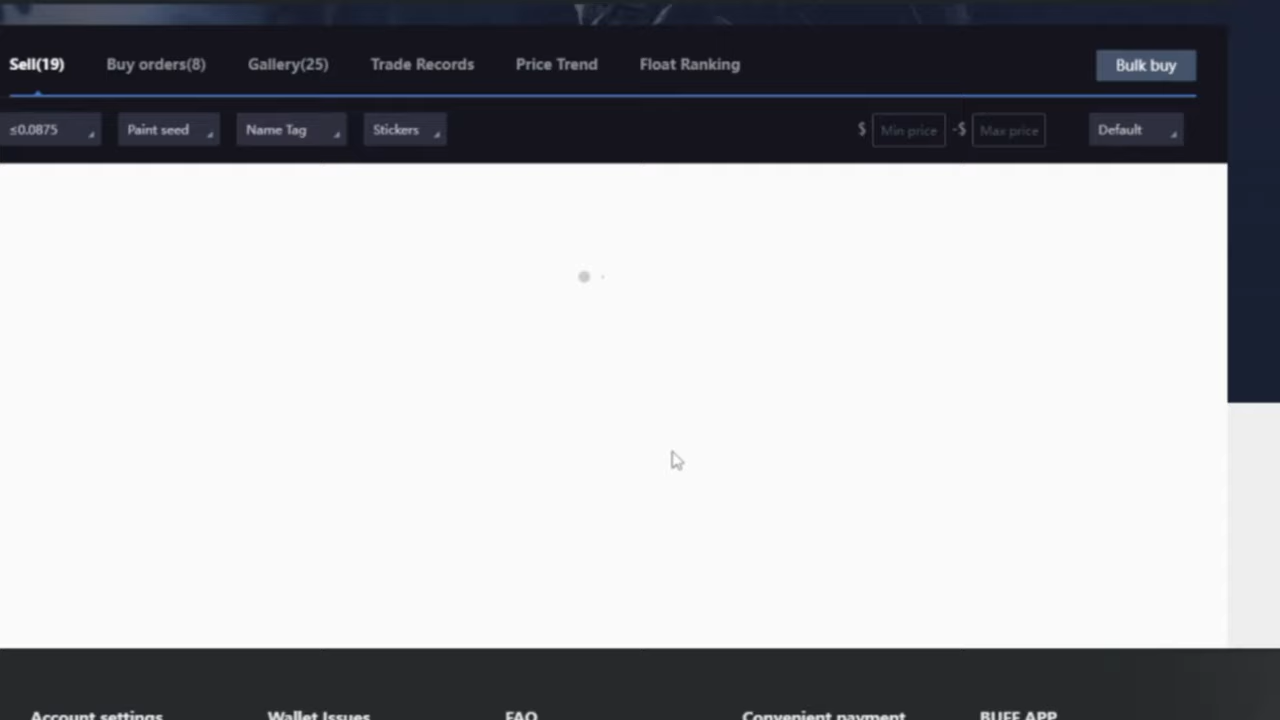 Sell(19) Buy orders(8) Gallery(25) Trade Records Price Trend Float Ranking Bulk buy
≤0.0875 Paint seed Name Tag Stickers $ Min price -$ Max price Default
Account settings Wallet Issues FAQ Convenient payment BUFF APP